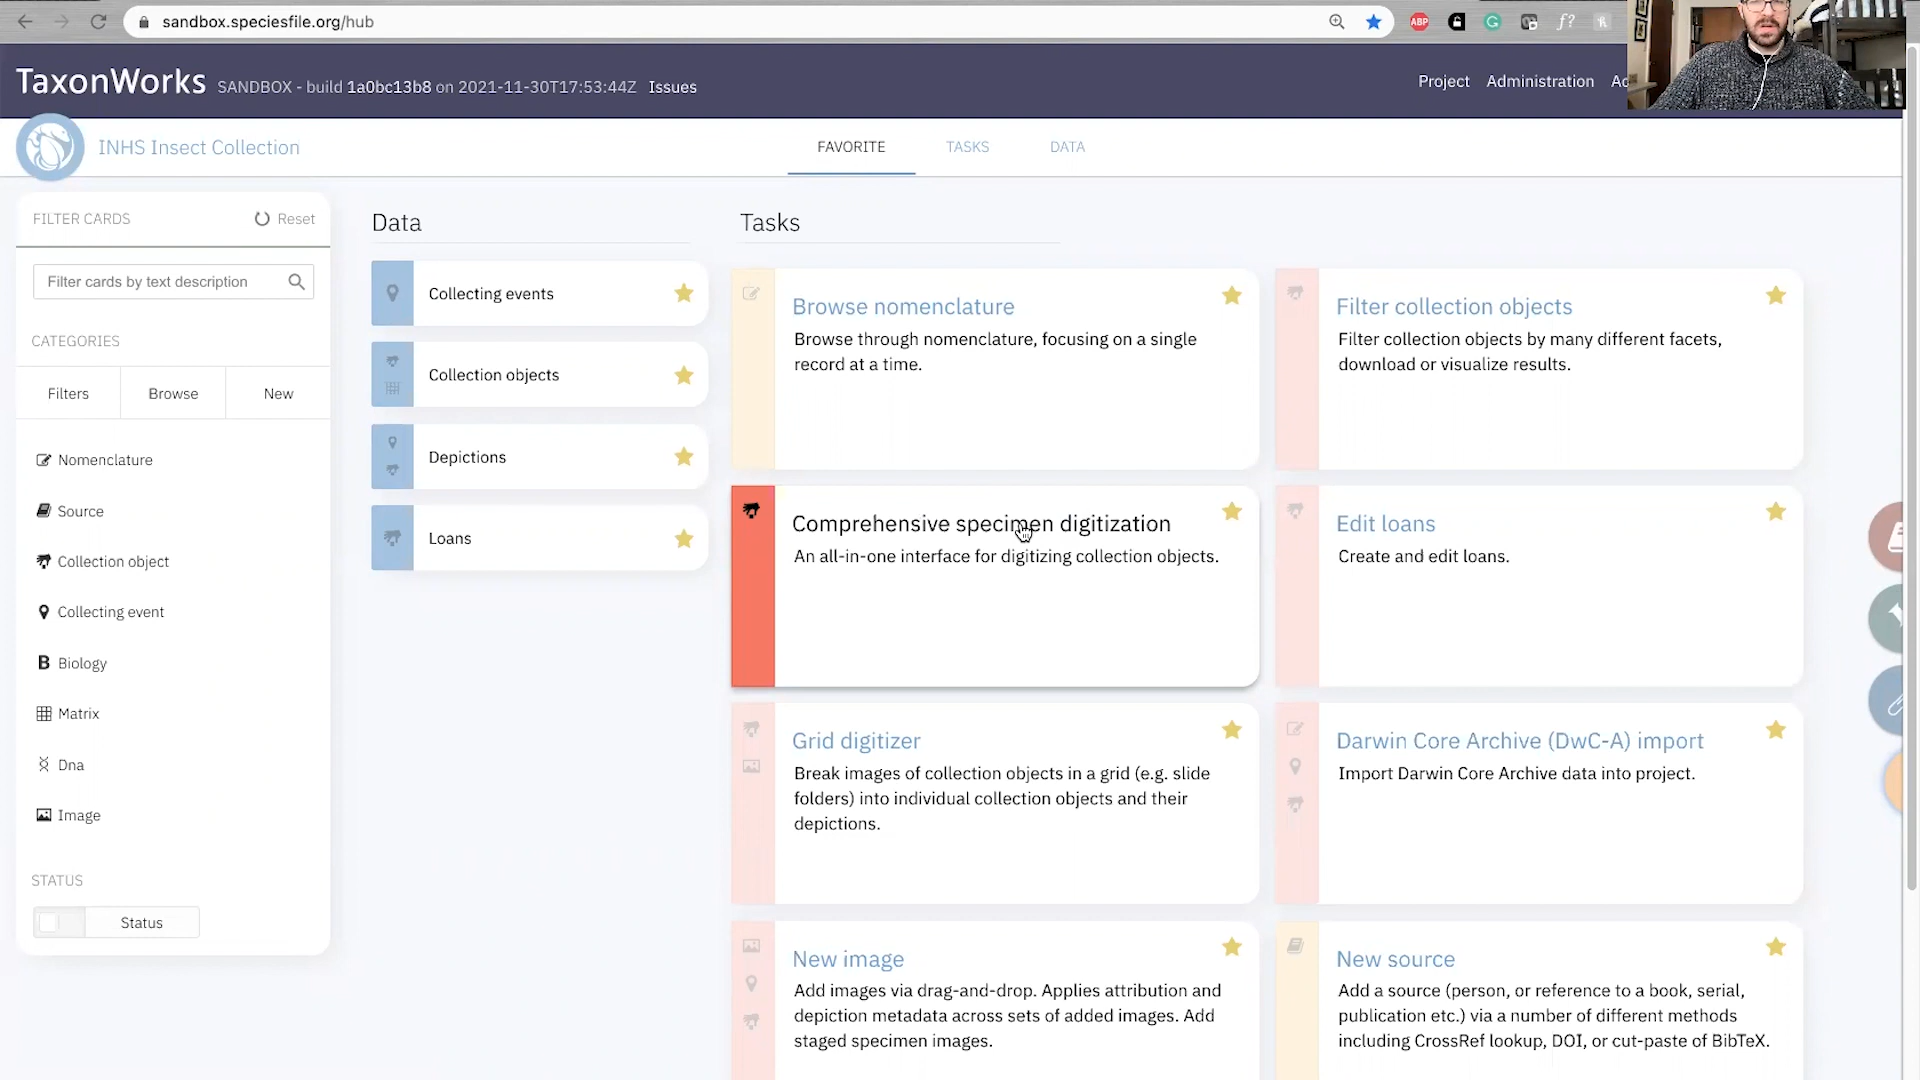 sandbox.speciesfile.org/hub
ABP
f?
TaxonWorks SANDBOX - build 1a0bc13b8 on 2021-11-30T17:53:44Z Issues
Project Administration
INHS Insect Collection
FAVORITE TASKS DATA
FILTER CARDS Reset
Filter cards by text description
CATEGORIES
Filters Browse New
Nomenclature
Source
Collection object
Collecting event
B Biology
Matrix
Dna
Image
STATUS
Status
Data
Collecting events
Collection objects
Depictions
Loans
Tasks
Browse nomenclature
Browse through nomenclature, focusing on a single
record at a time.
Filter collection objects
Filter collection objects by many different facets,
download or visualize results.
Comprehensive specimen digitization
An all-in-one interface for digitizing collection objects.
Edit loans
Create and edit loans.
Grid digitizer
Break images of collection objects in a grid (e.g. slide
folders) into individual collection objects and their
depictions.
Darwin Core Archive (DwC-A) import
Import Darwin Core Archive data into project.
New image
Add images via drag-and-drop. Applies attribution and
depiction metadata across sets of added images. Add
staged specimen images.
New source
Add a source (person, or reference to a book, serial,
publication etc.) via a number of different methods
including CrossRef lookup, DOI, or cut-paste of BibTeX.